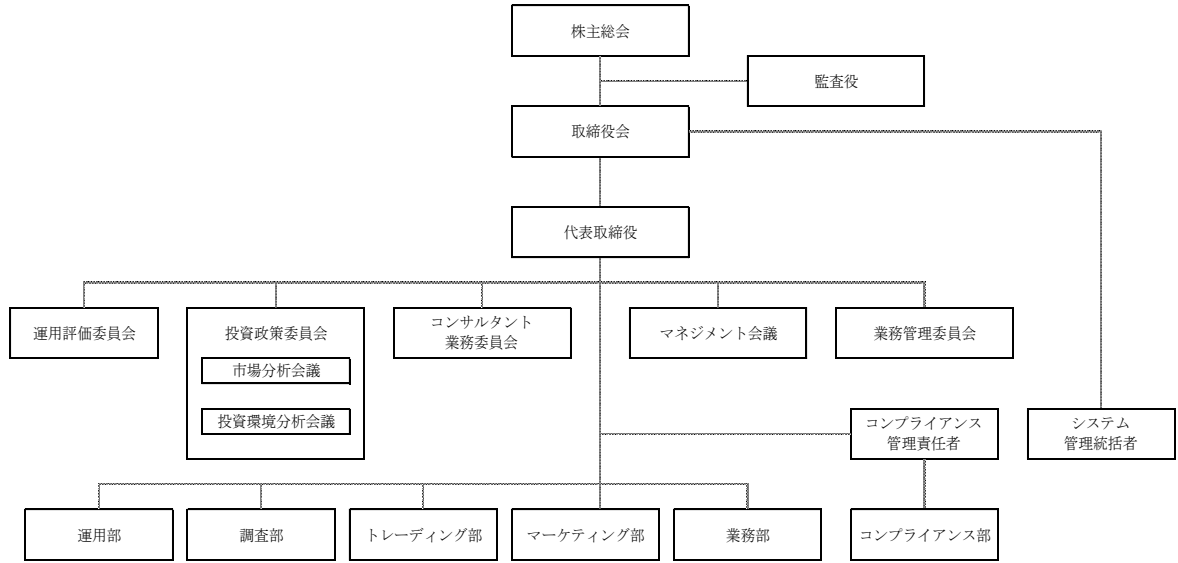 株主総会
監査役
取締役会
代表取締役
運用評価委員会
投資政策委員会
市場分析会議
投資環境分析会議
コンサルタント
業務委員会
マネジメント会議
業務管理委員会
コンプライアンス
管理責任者
システム
管理統括者
運用部
調査部
トレーディング部
マーケティング部
業務部
コンプライアンス部